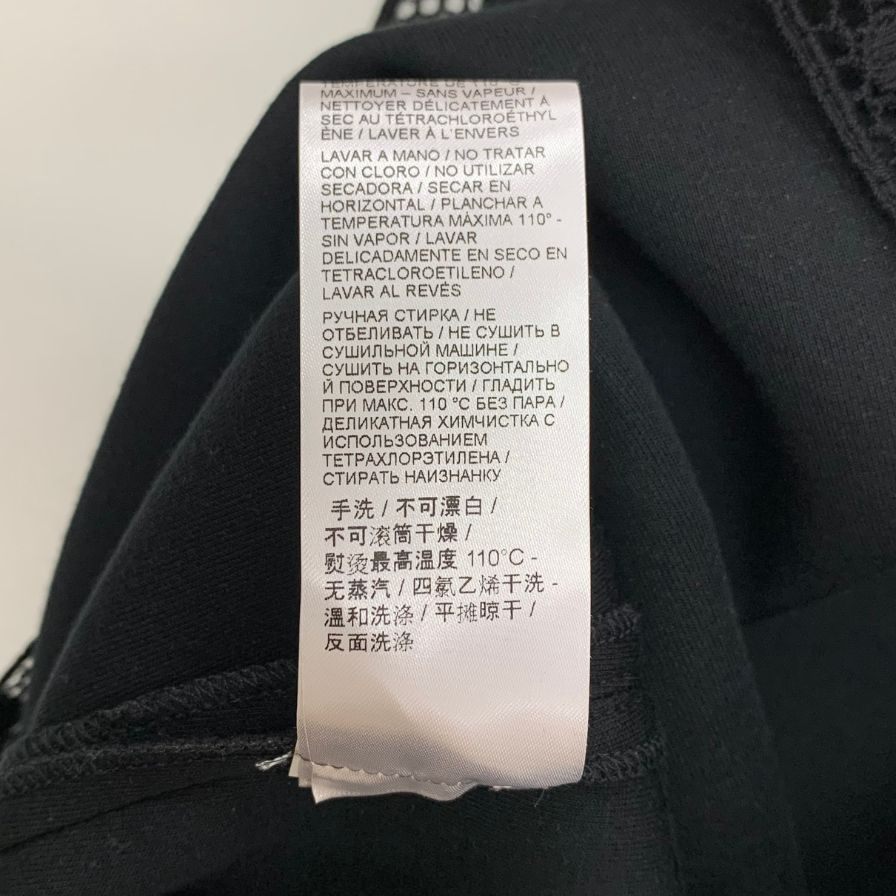 TEMPÉRATURE DE 110°C
MAXIMUM – SANS VAPEUR /
NETTOYER DÉLICATEMENT À
SEC AU TÉTRACHLOROÉTHYL
ÈNE / LAVER À L'ENVERS
LAVAR A MANO / NO TRATAR
CON CLORO / NO UTILIZAR
SECADORA / SECAR EN
HORIZONTAL / PLANCHAR A
TEMPERATURA MÁXIMA 110° -
SIN VAPOR / LAVAR
DELICADAMENTE EN SECO EN
TETRACLOROETILENO /
LAVAR AL REVÉS
РУЧНАЯ СТИРКА / НЕ
ОТБЕЛИВАТЬ / НЕ СУШИТЬ В
СУШИЛЬНОЙ МАШИНЕ /
СУШИТЬ НА ГОРИЗОНТАЛЬНО
Й ПОВЕРХНОСТИ / ГЛАДИТЬ
ПРИ МАКС. 110 °С БЕЗ ПАРА /
ДЕЛИКАТНАЯ ХИМЧИСТКА С
ИСПОЛЬЗОВАНИЕМ
ТЕТРАХЛОРЭТИЛЕНА /
СТИРАТЬ НАИЗНАНКУ
手洗 / 不可漂白 /
不可滚筒干燥 /
熨烫最高温度 110°C -
无蒸汽 / 四氯乙烯干洗 -
温和洗涤 / 平摊晾干 /
反面洗涤